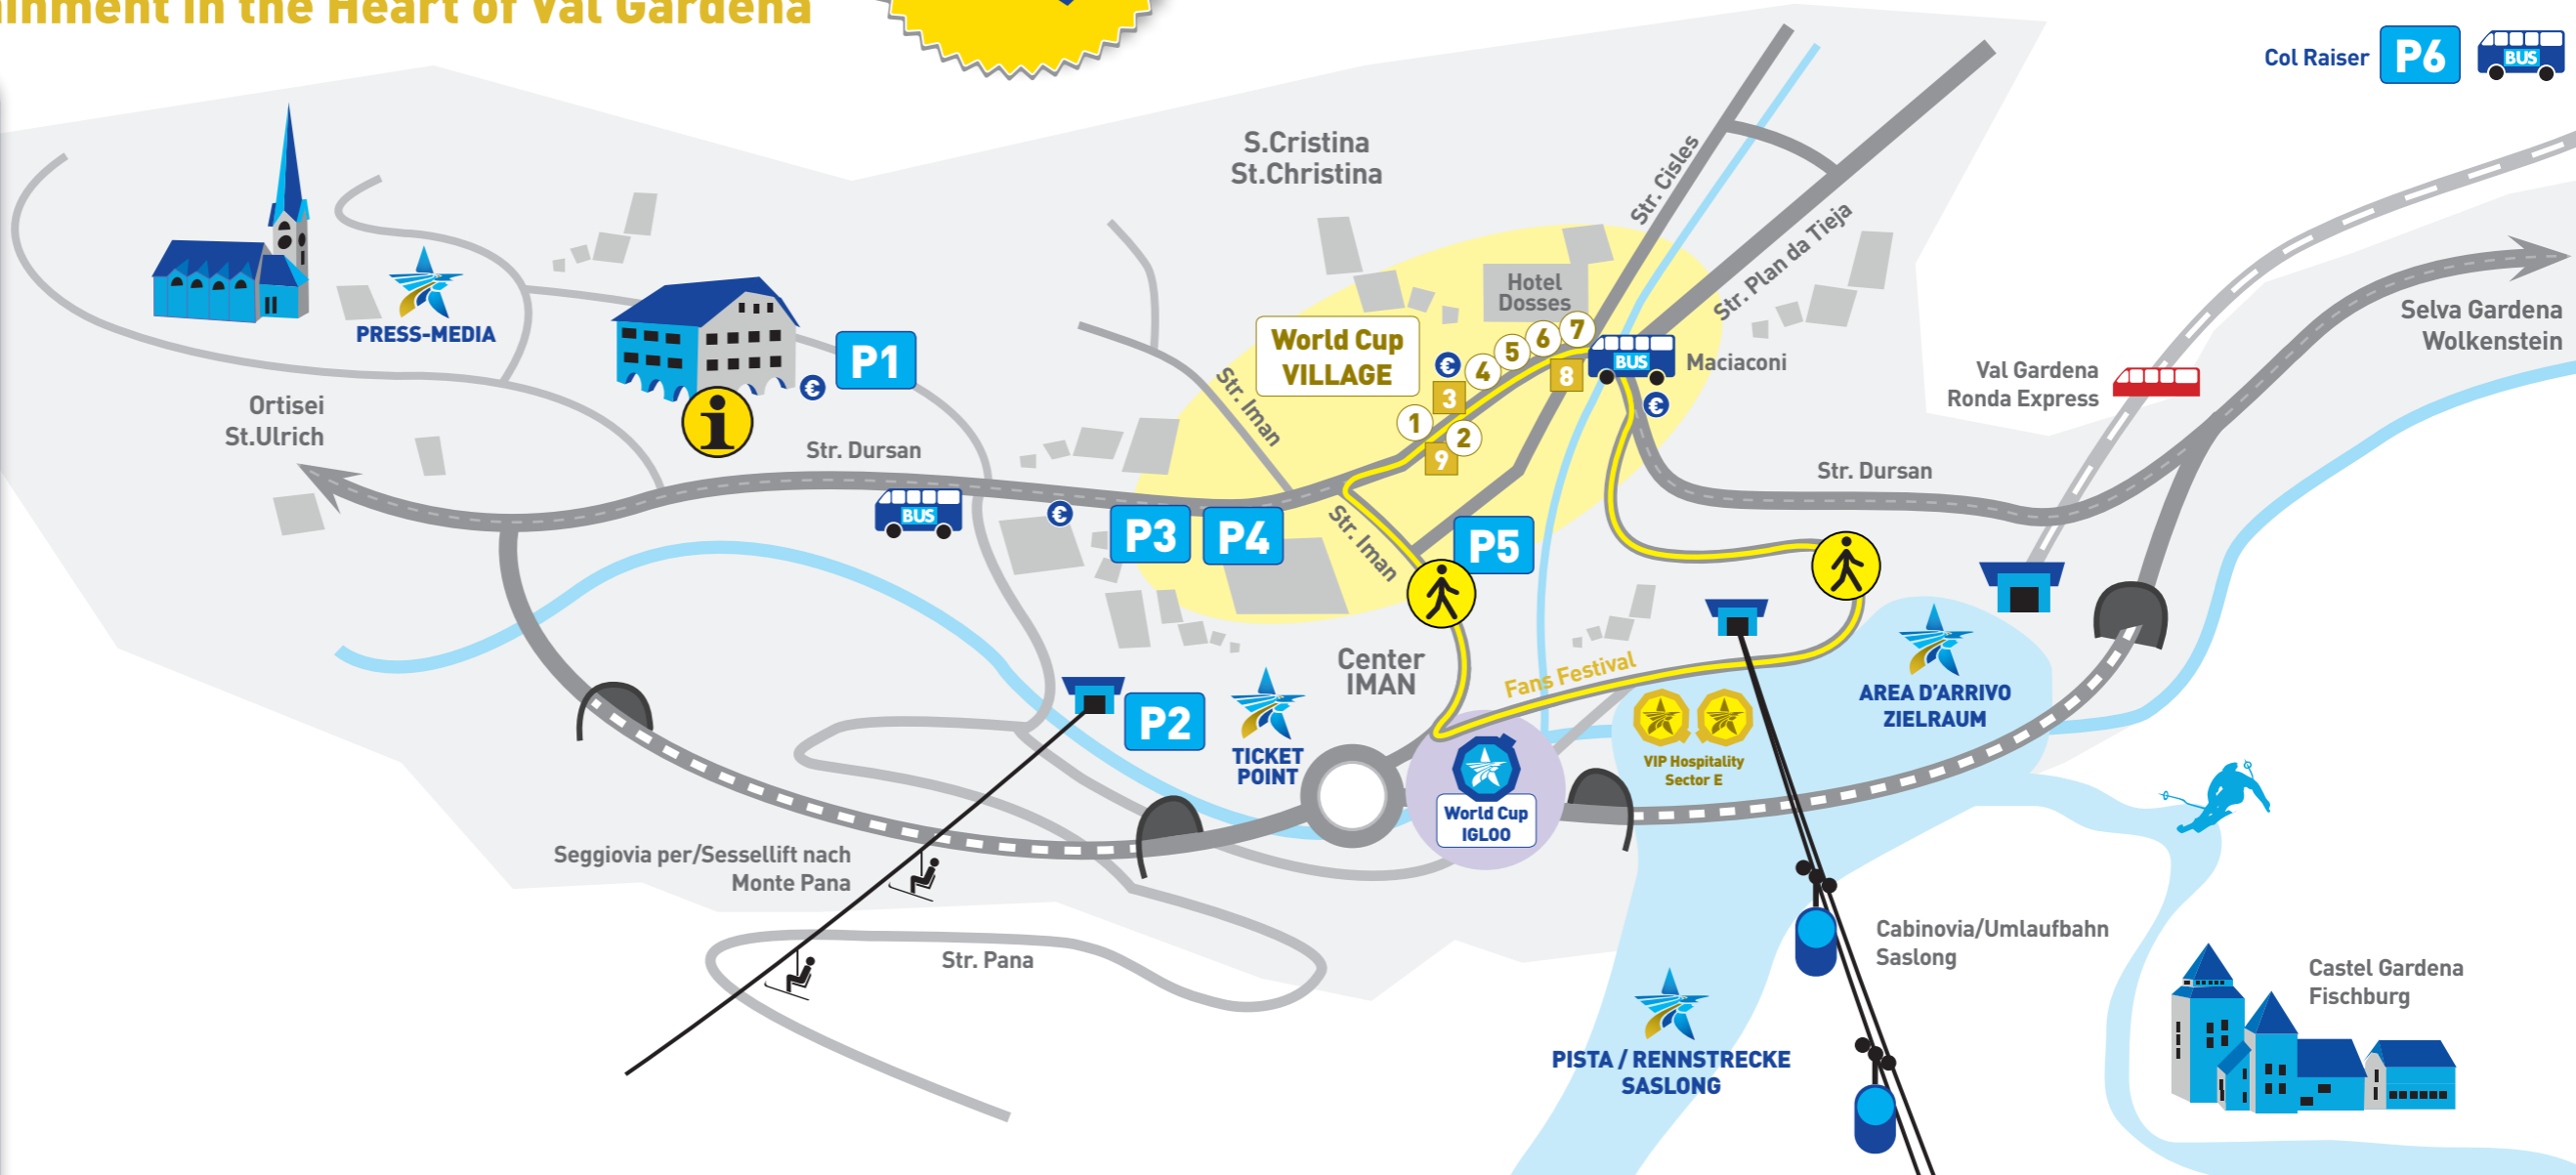 Entertainment in the Heart of Val Gardena
Col Raiser
P6
BUS
S.Cristina
St.Christina
Str. Cisles
Str. Plan da Tieja
PRESS-MEDIA
P1
€
i
Ortisei
St.Ulrich
Str. Dursan
BUS
€
World Cup
VILLAGE
Hotel
Dosses
Str. Iman
€
1
2
3
4
5
6
7
8
9
BUS
Maciaconi
€
Val Gardena
Ronda Express
Selva Gardena
Wolkenstein
Str. Dursan
P3
P4
Str. Iman
P5
Center
IMAN
Fans Festival
P2
TICKET
POINT
World Cup
IGLOO
VIP Hospitality
Sector E
AREA D'ARRIVO
ZIELRAUM
Seggiovia per/Sessellift nach
Monte Pana
Str. Pana
Cabinovia/Umlaufbahn
Saslong
PISTA / RENNSTRECKE
SASLONG
Castel Gardena
Fischburg